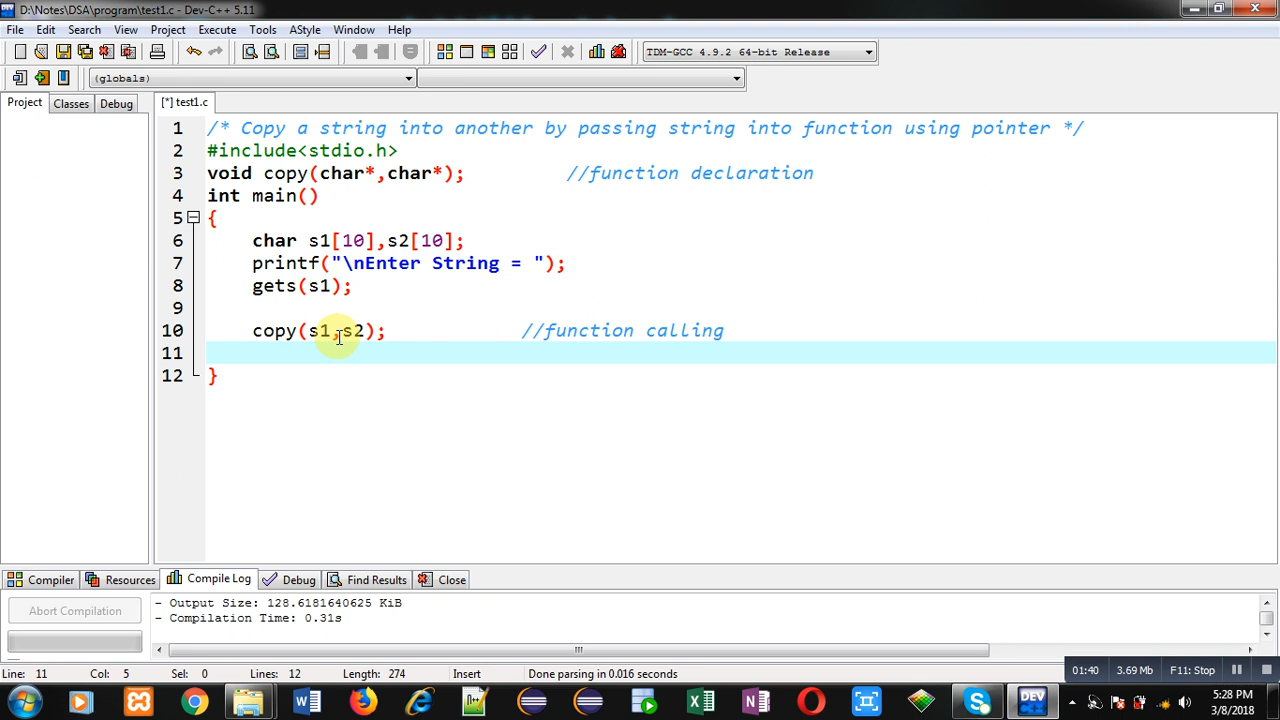 D:\Notes\DSA\program\test1.c - Dev-C++ 5.11
File Edit Search View Project Execute Tools AStyle Window Help
TDM-GCC 4.9.2 64-bit Release
(globals)
Project Classes Debug [*] test1.c
1 /* Copy a string into another by passing string into function using pointer */
2 #include<stdio.h>
3 void copy(char*,char*); //function declaration
4 int main()
5 {
6 char s1[10],s2[10];
7 printf("\nEnter String = ");
8 gets(s1);
9
10 copy(s1,s2); //function calling
11
12 }
Compiler Resources Compile Log Debug Find Results Close
Abort Compilation
- Output Size: 128.6181640625 KiB
- Compilation Time: 0.31s
Line: 11 Col: 5 Sel: 0 Lines: 12 Length: 274 Insert Done parsing in 0.016 seconds
01:40 3.69 Mb F11: Stop
DEV
5:28 PM
3/8/2018